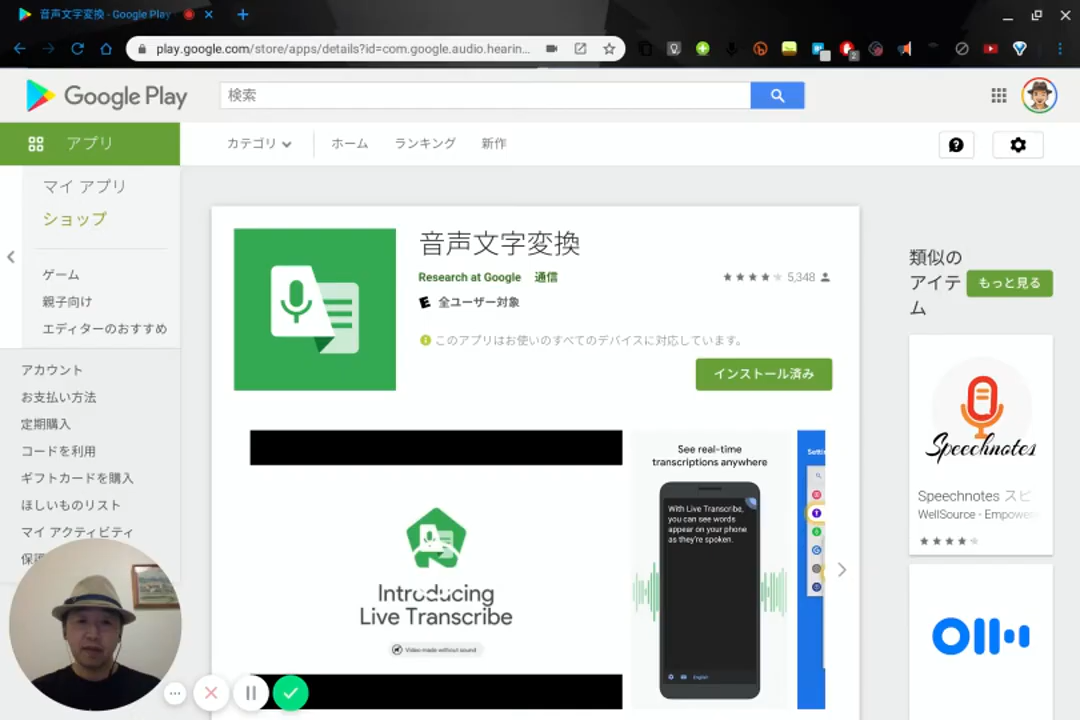 音声文字変換 - Google Play
play.google.com/store/apps/details?id=com.google.audio.hearin...
2
Google Play
検索
アプリ
カテゴリ
ホーム
ランキング
新作
マイ アプリ
ショップ
ゲーム
親子向け
エディターのおすすめ
アカウント
お支払い方法
定期購入
コードを利用
ギフトカードを購入
ほしいものリスト
マイ アクティビティ
音声文字変換
Research at Google 通信
5,348
全ユーザー対象
このアプリはお使いのすべてのデバイスに対応しています。
インストール済み
Introducing
Live Transcribe
Video made without sound
See real-time
transcriptions anywhere
With Live Transcribe,
you can see words
appear on your phone
as they're spoken.
English
類似の
アイテ
ム
もっと見る
Speechnotes
Speechnotes スピ
WellSource - Empowe